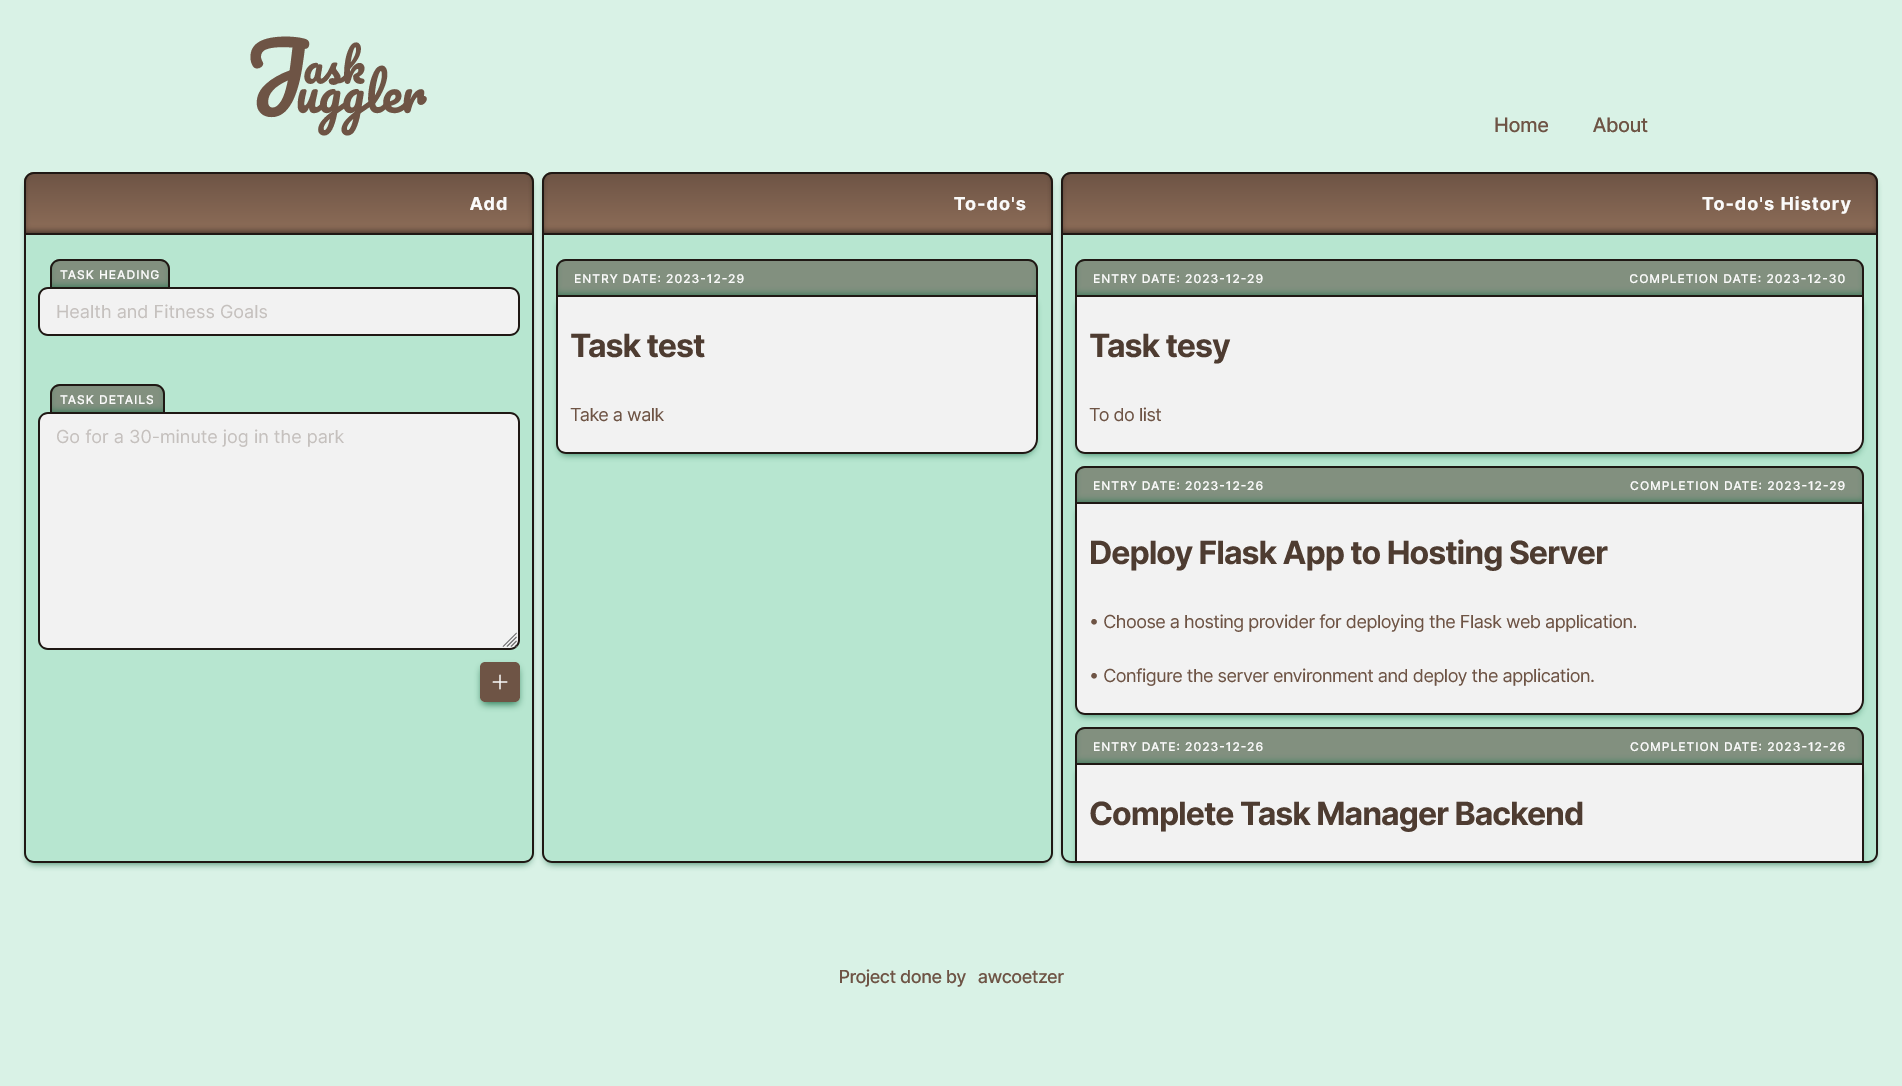 Task
Juggler
Home
About
Add
TASK HEADING
Health and Fitness Goals
TASK DETAILS
Go for a 30-minute jog in the park
To-do's
ENTRY DATE: 2023-12-29
Task test
Take a walk
To-do's History
ENTRY DATE: 2023-12-29 COMPLETION DATE: 2023-12-30
Task tesy
To do list
ENTRY DATE: 2023-12-26 COMPLETION DATE: 2023-12-29
Deploy Flask App to Hosting Server
• Choose a hosting provider for deploying the Flask web application.
• Configure the server environment and deploy the application.
ENTRY DATE: 2023-12-26 COMPLETION DATE: 2023-12-26
Complete Task Manager Backend
Project done by awcoetzer